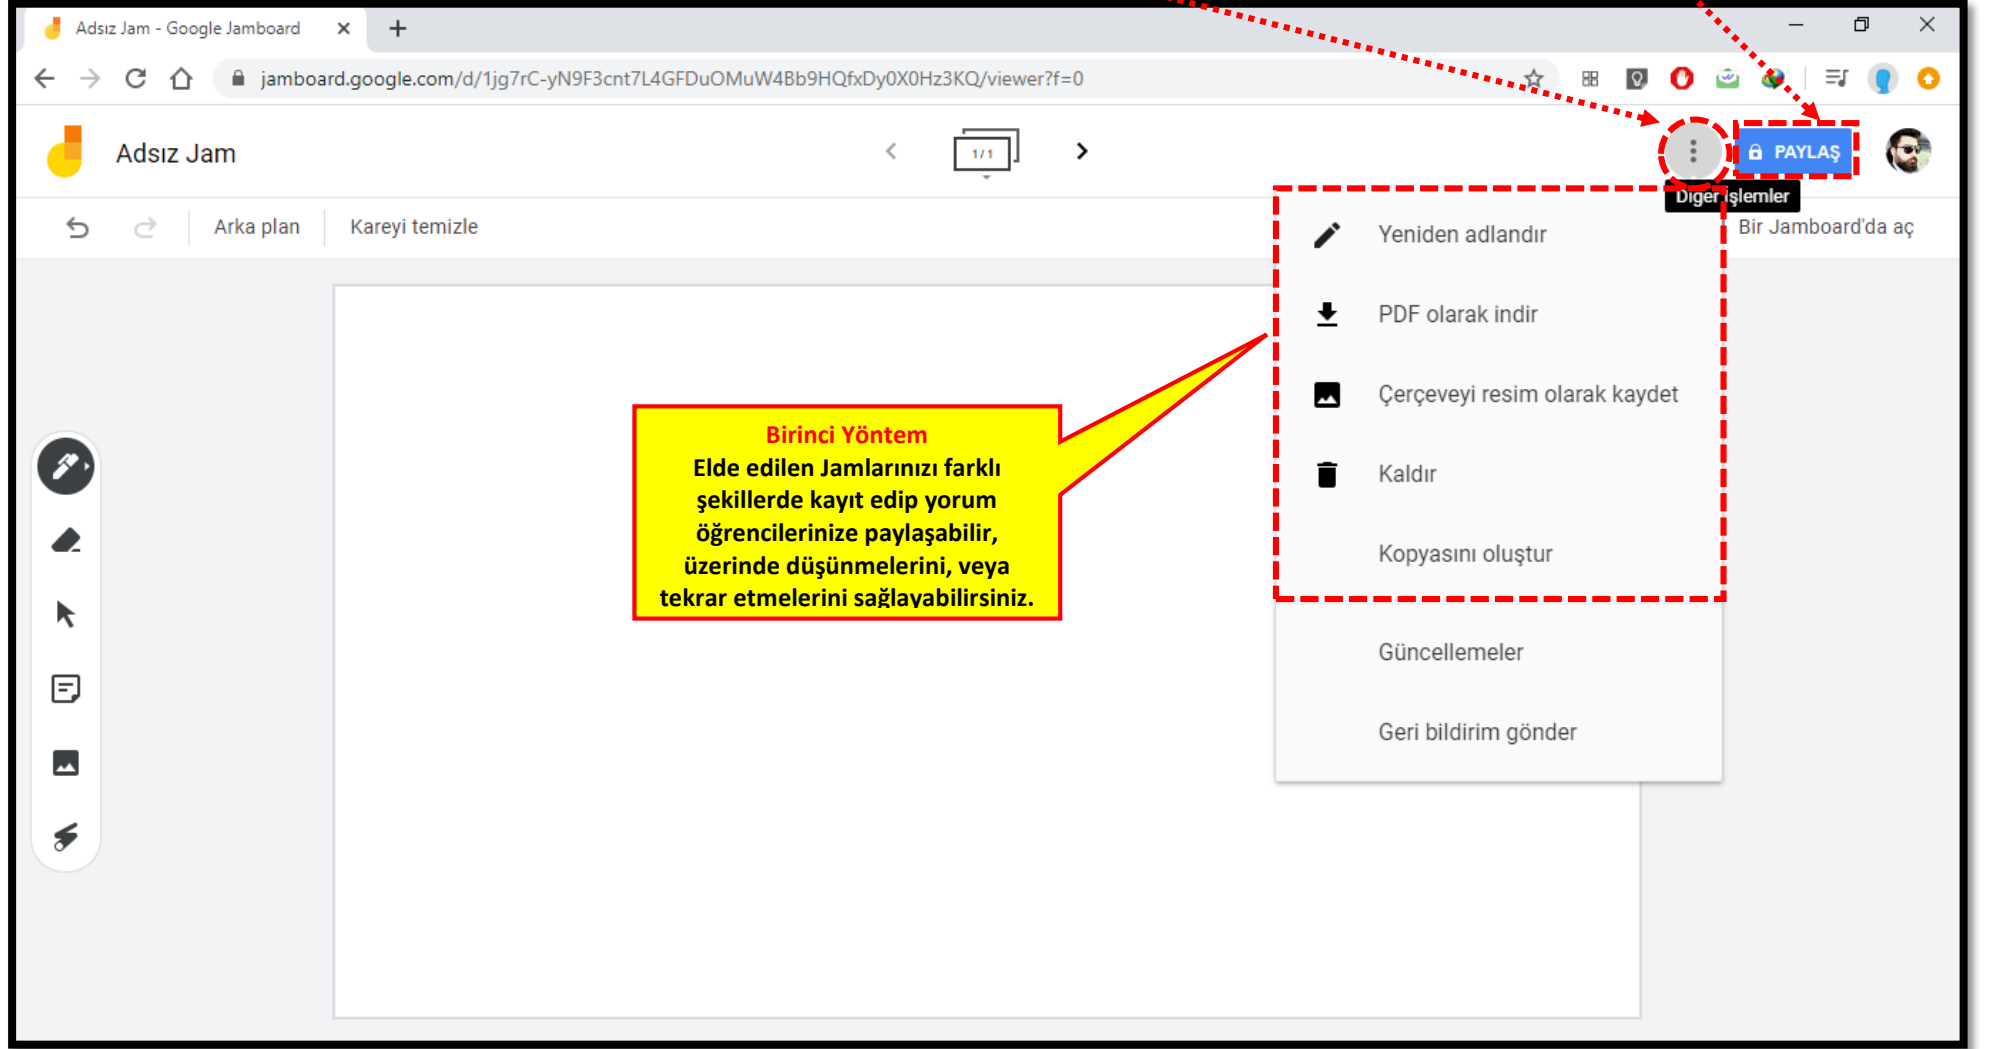 Adsız Jam - Google Jamboard
jamboard.google.com/d/1jg7rC-yN9F3cnt7L4GFDuOMuW4Bb9HQfxDy0X0Hz3KQ/viewer?f=0
Adsız Jam
1/1
PAYLAŞ
Diğer işlemler
Arka plan
Kareyi temizle
Bir Jamboard'da aç
Yeniden adlandır
PDF olarak indir
Çerçeveyi resim olarak kaydet
Kaldır
Kopyasını oluştur
Güncellemeler
Geri bildirim gönder
Birinci Yöntem
Elde edilen Jamlarınızı farklı
şekillerde kayıt edip yorum
öğrencilerinize paylaşabilir,
üzerinde düşünmelerini, veya
tekrar etmelerini sağlayabilirsiniz.